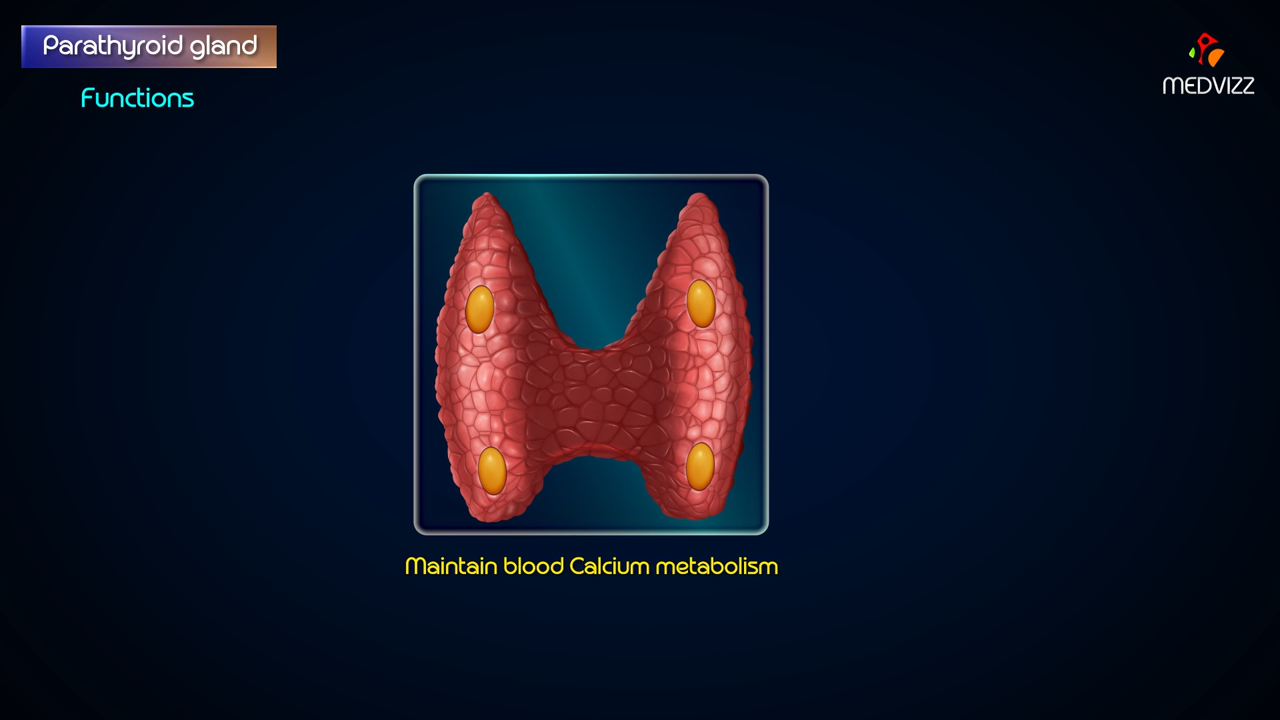 Parathyroid gland
Functions
MEDVIZZ
Maintain blood Calcium metabolism